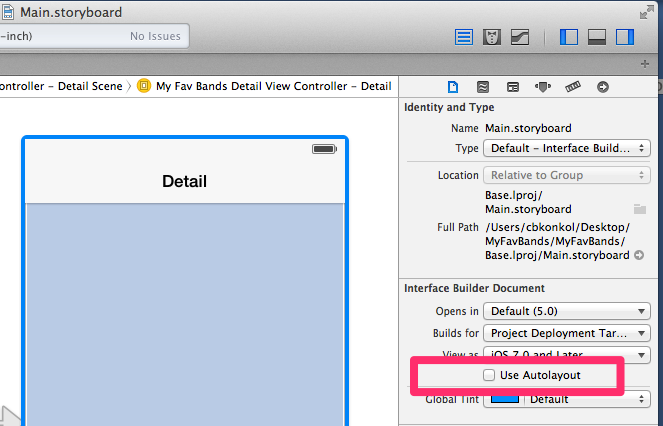 Main.storyboard
-inch)
No Issues
ontroller – Detail Scene
My Fav Bands Detail View Controller – Detail
Detail
Identity and Type
Name Main.storyboard
Type Default – Interface Build...
Location Relative to Group
Base.lproj/
Main.storyboard
Full Path /Users/cbkonkol/Desktop/
MyFavBands/MyFavBands/
Base.lproj/Main.storyboard
Interface Builder Document
Opens in Default (5.0)
Builds for Project Deployment Tar...
View as iOS 7.0 and Later
Use Autolayout
Global Tint Default